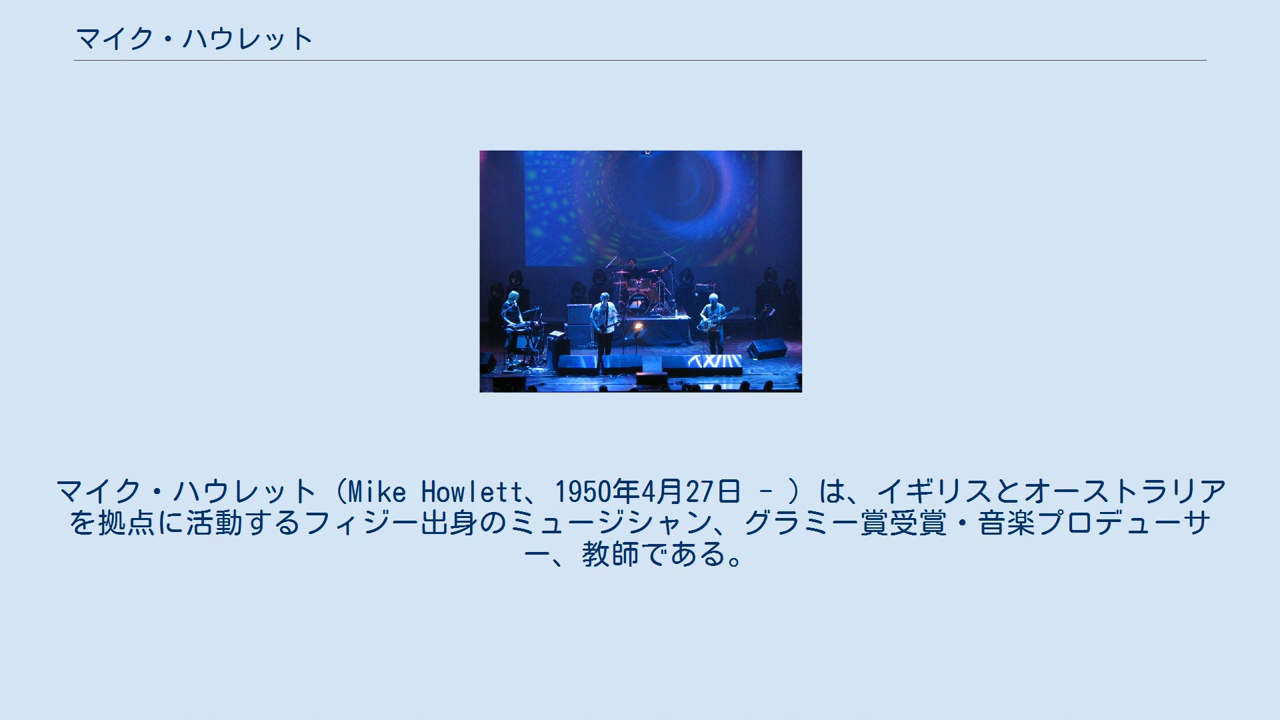 マイク・ハウレット
マイク・ハウレット（Mike Howlett、1950年4月27日 - ）は、イギリスとオーストラリア
を拠点に活動するフィジー出身のミュージシャン、グラミー賞受賞・音楽プロデューサ
ー、教師である。